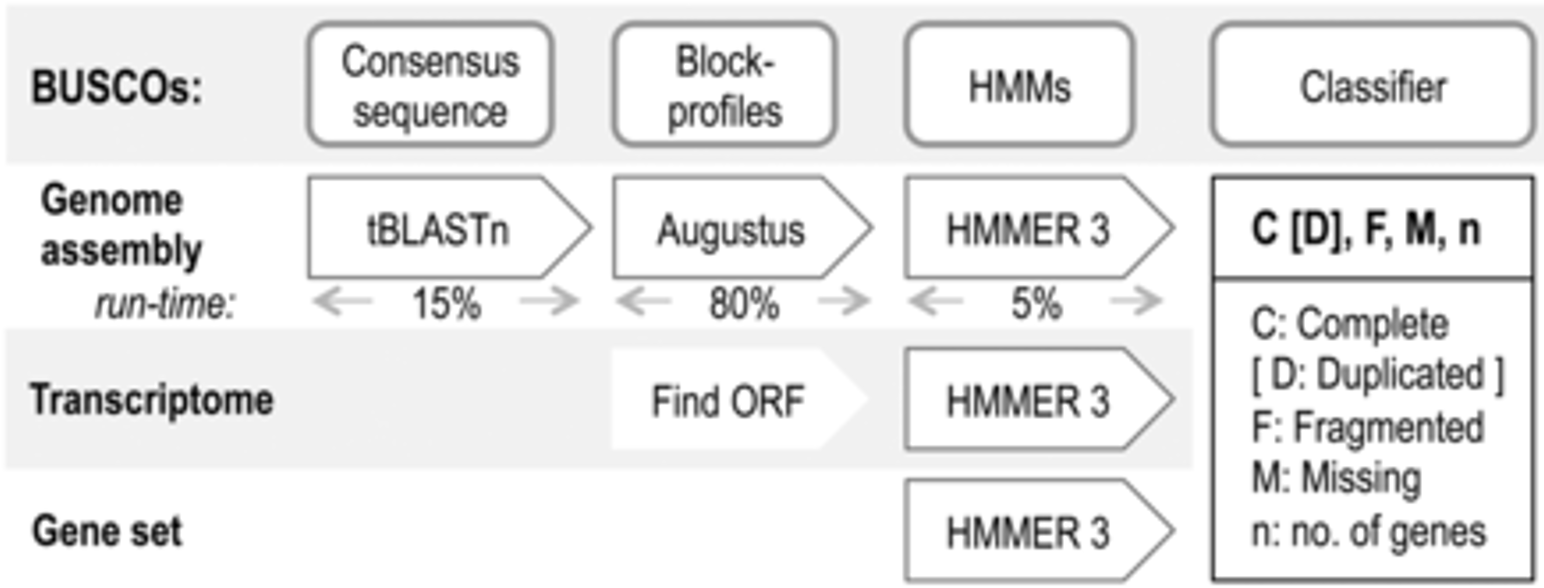 BUSCOs:
Consensus
sequence
Block-
profiles
HMMs
Classifier
Genome
assembly
tBLASTn
Augustus
HMMER 3
C [D], F, M, n
run-time:
15%
80%
5%
Transcriptome
Find ORF
HMMER 3
Gene set
HMMER 3
C: Complete
[ D: Duplicated ]
F: Fragmented
M: Missing
n: no. of genes